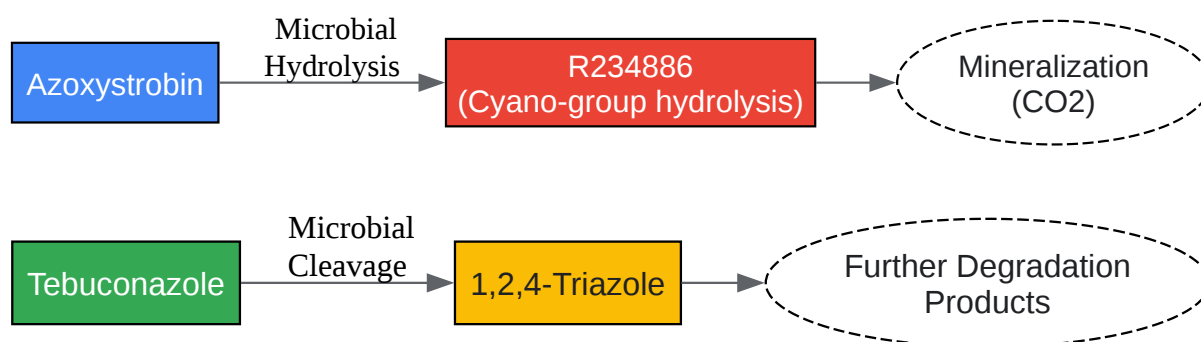 Microbial
Hydrolysis
Azoxystrobin
R234886
(Cyano-group hydrolysis)
Mineralization
(CO2)
Microbial
Cleavage
Tebuconazole
1,2,4-Triazole
Further Degradation
Products